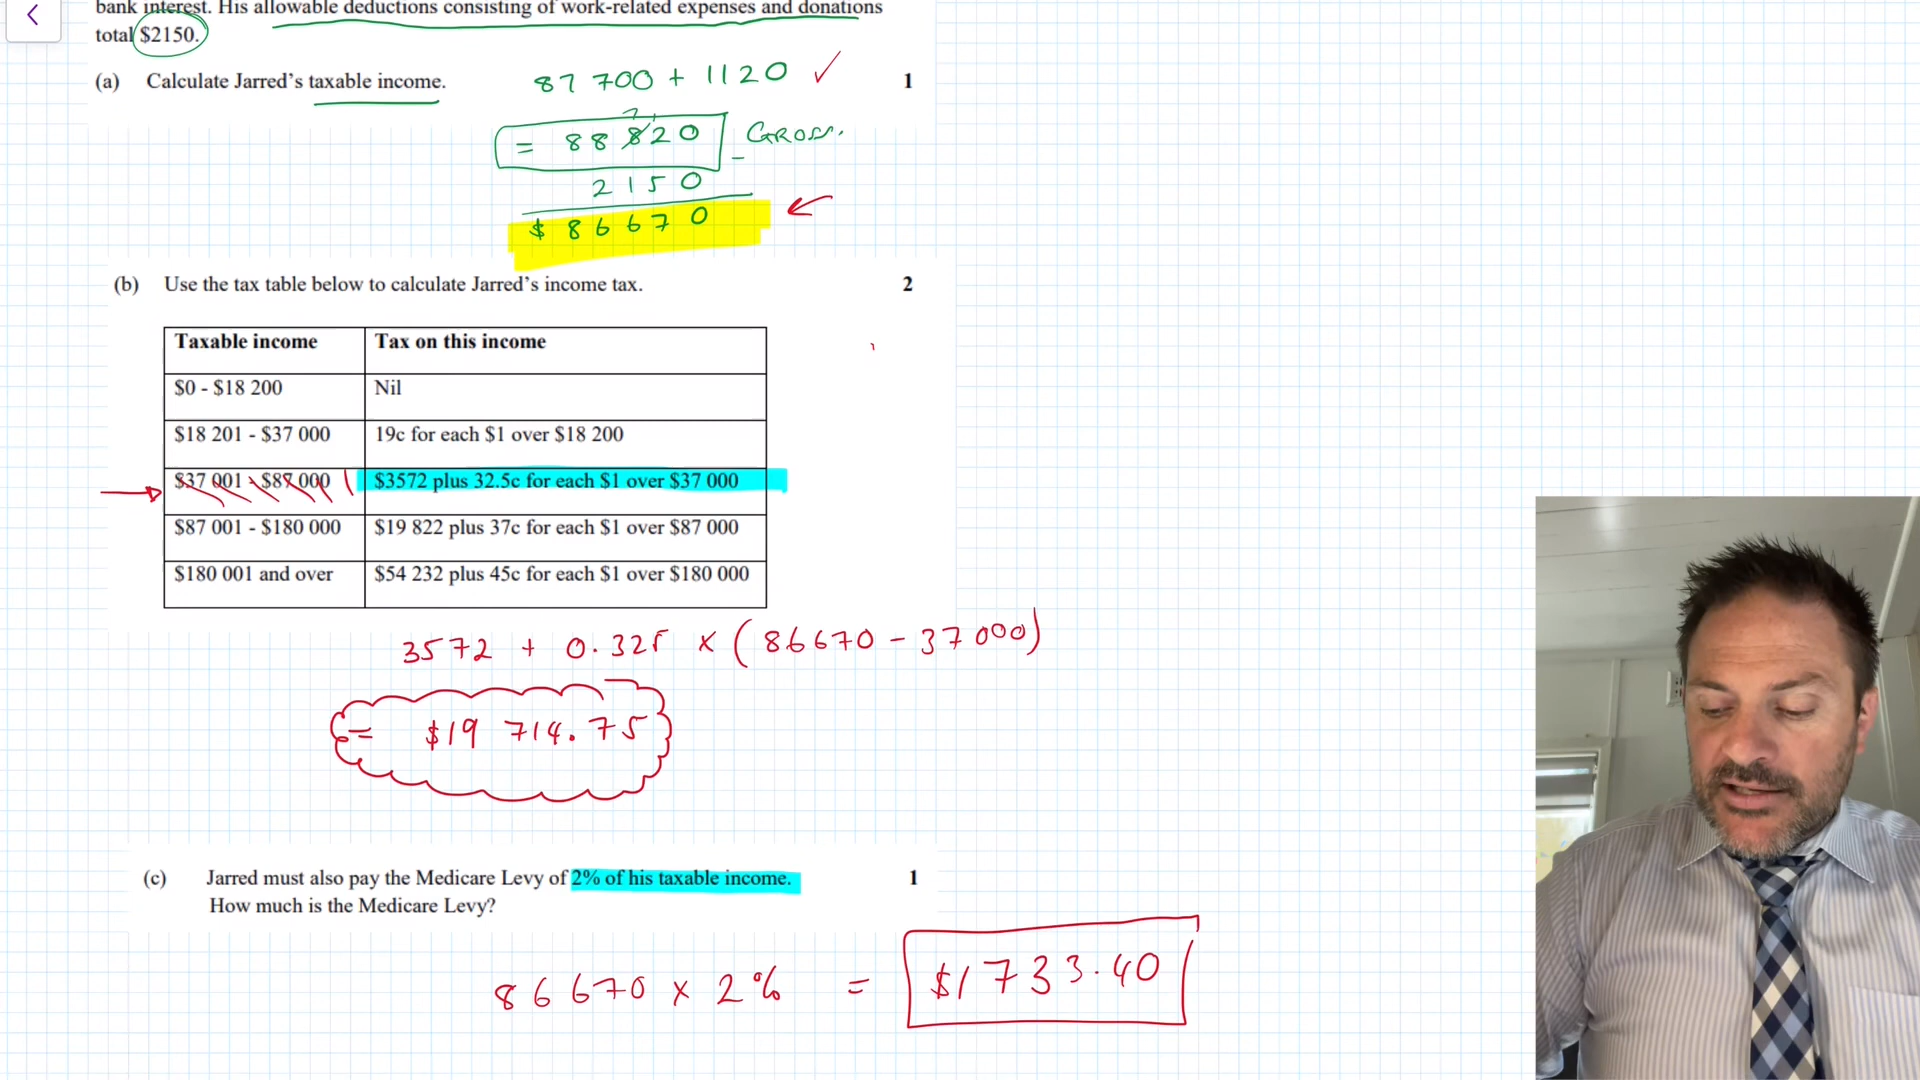 bank interest. His allowable deductions consisting of work-related expenses and donations
total $2150.
(a) Calculate Jarred's taxable income. 1
87 700 + 1120 ✓
7 1
= 88 820 - GROSS.
2150
$ 86670
(b) Use the tax table below to calculate Jarred's income tax. 2
Taxable income Tax on this income
$0 - $18 200 Nil
$18 201 - $37 000 19c for each $1 over $18 200
$37 001 - $87 000 $3572 plus 32.5c for each $1 over $37 000
$87 001 - $180 000 $19 822 plus 37c for each $1 over $87 000
$180 001 and over $54 232 plus 45c for each $1 over $180 000
3572 + 0.325 × (86670 - 37000)
= $19 714.75
(c) Jarred must also pay the Medicare Levy of 2% of his taxable income. 1
How much is the Medicare Levy?
86670 × 2% = $1733.40